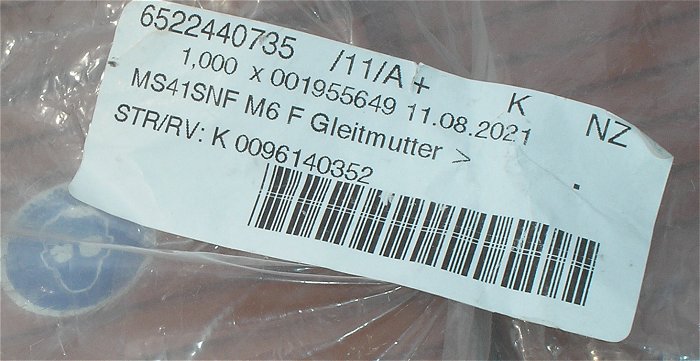 6522440735 /11/A + K NZ
1,000 x 001955649 11.08.2021
MS41SNF M6 F Gleitmutter >
STR/RV: K 0096140352